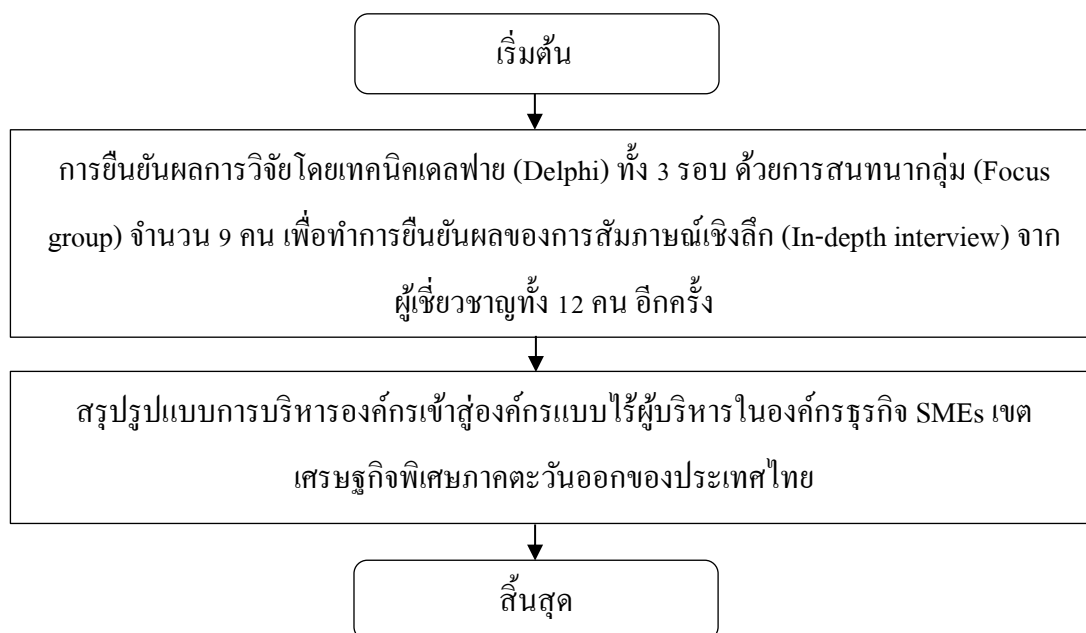 เริ่มต้น
การยืนยันผลการวิจัยโดยเทคนิคเดลฟาย (Delphi) ทั้ง 3 รอบ ด้วยการสนทนากลุ่ม (Focus
group) จำนวน 9 คน เพื่อทำการยืนยันผลของการสัมภาษณ์เชิงลึก (In-depth interview) จาก
ผู้เชี่ยวชาญทั้ง 12 คน อีกครั้ง
สรุปรูปแบบการบริหารองค์กรเข้าสู่องค์กรแบบไร้ผู้บริหารในองค์กรธุรกิจ SMEs เขต
เศรษฐกิจพิเศษภาคตะวันออกของประเทศไทย
สิ้นสุด